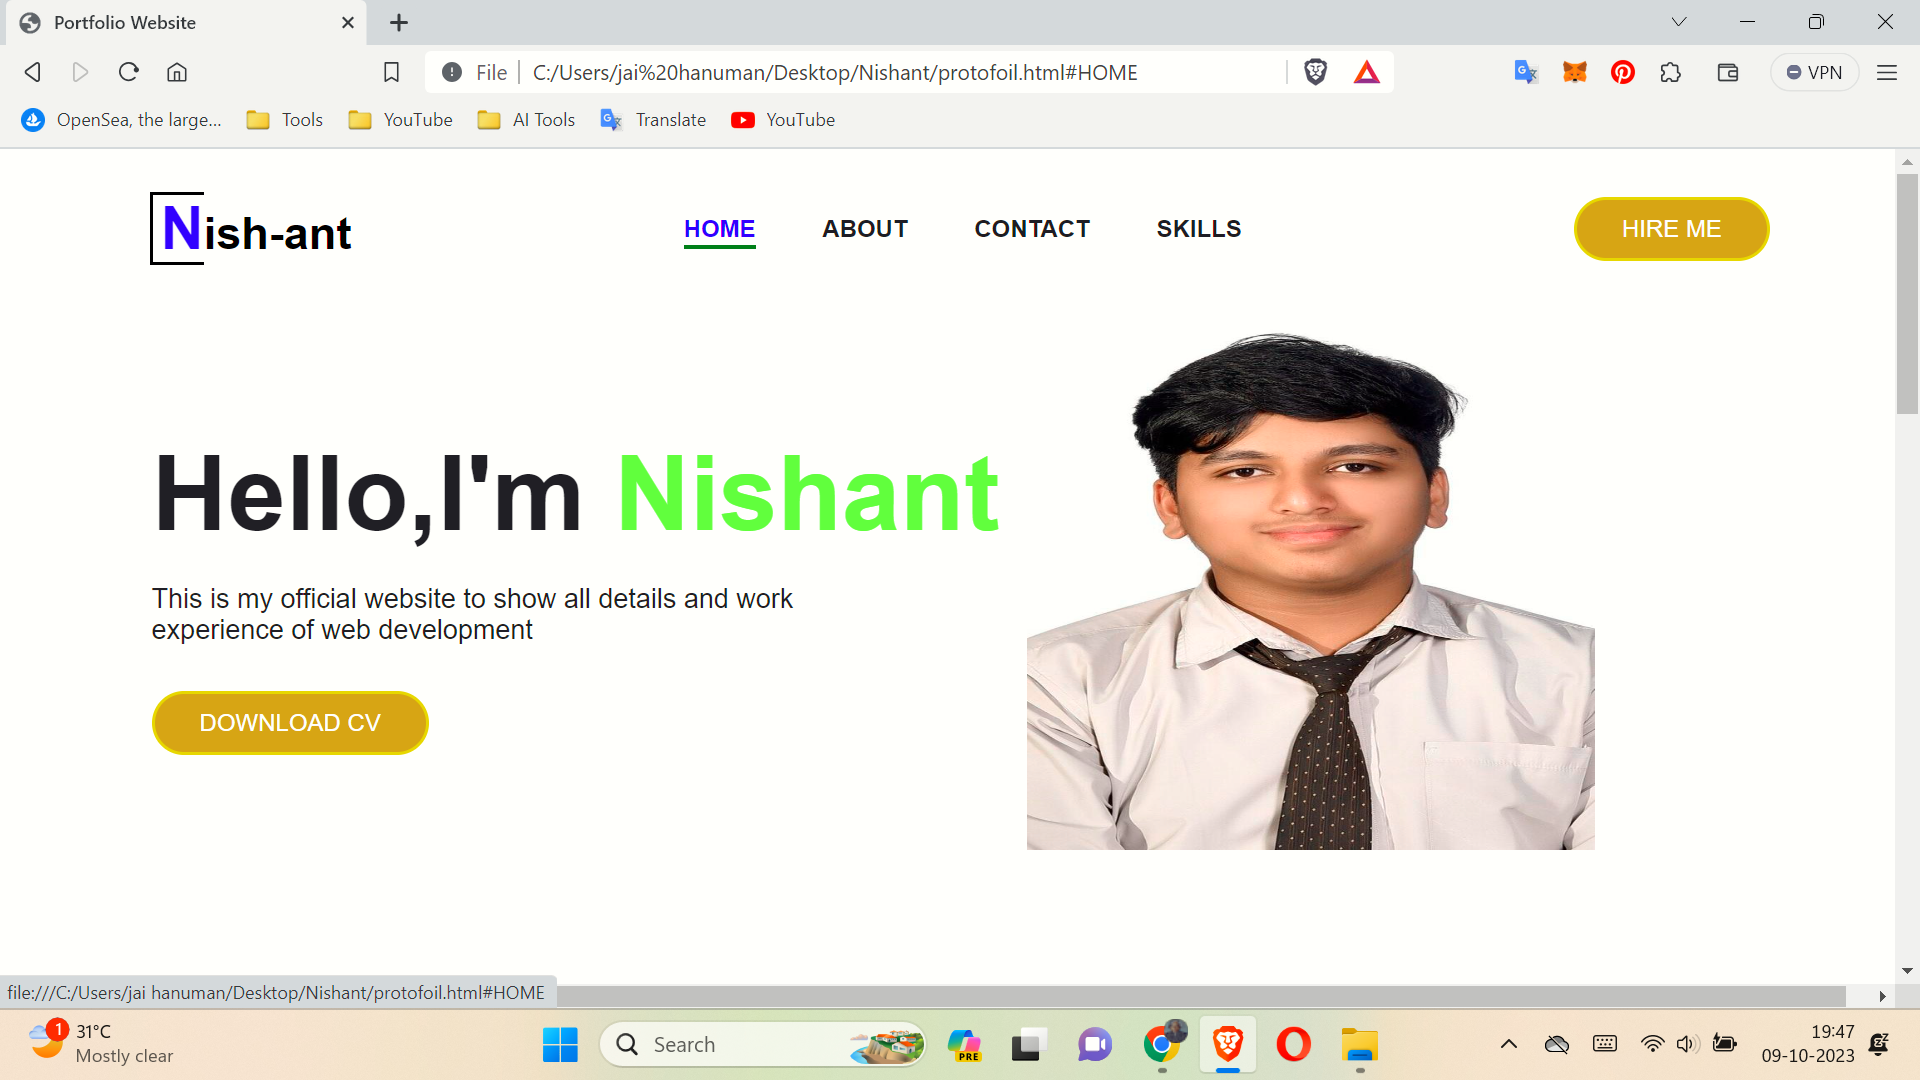 Portfolio Website
File
C:/Users/jai%20hanuman/Desktop/Nishant/protofoil.html#HOME
VPN
OpenSea, the large...
Tools
YouTube
AI Tools
Translate
YouTube
Nish-ant
HOME
ABOUT
CONTACT
SKILLS
HIRE ME
Hello,I'm Nishant
This is my official website to show all details and work
experience of web development
DOWNLOAD CV
file:///C:/Users/jai hanuman/Desktop/Nishant/protofoil.html#HOME
1
31°C
Mostly clear
Search
PRE
19:47
09-10-2023